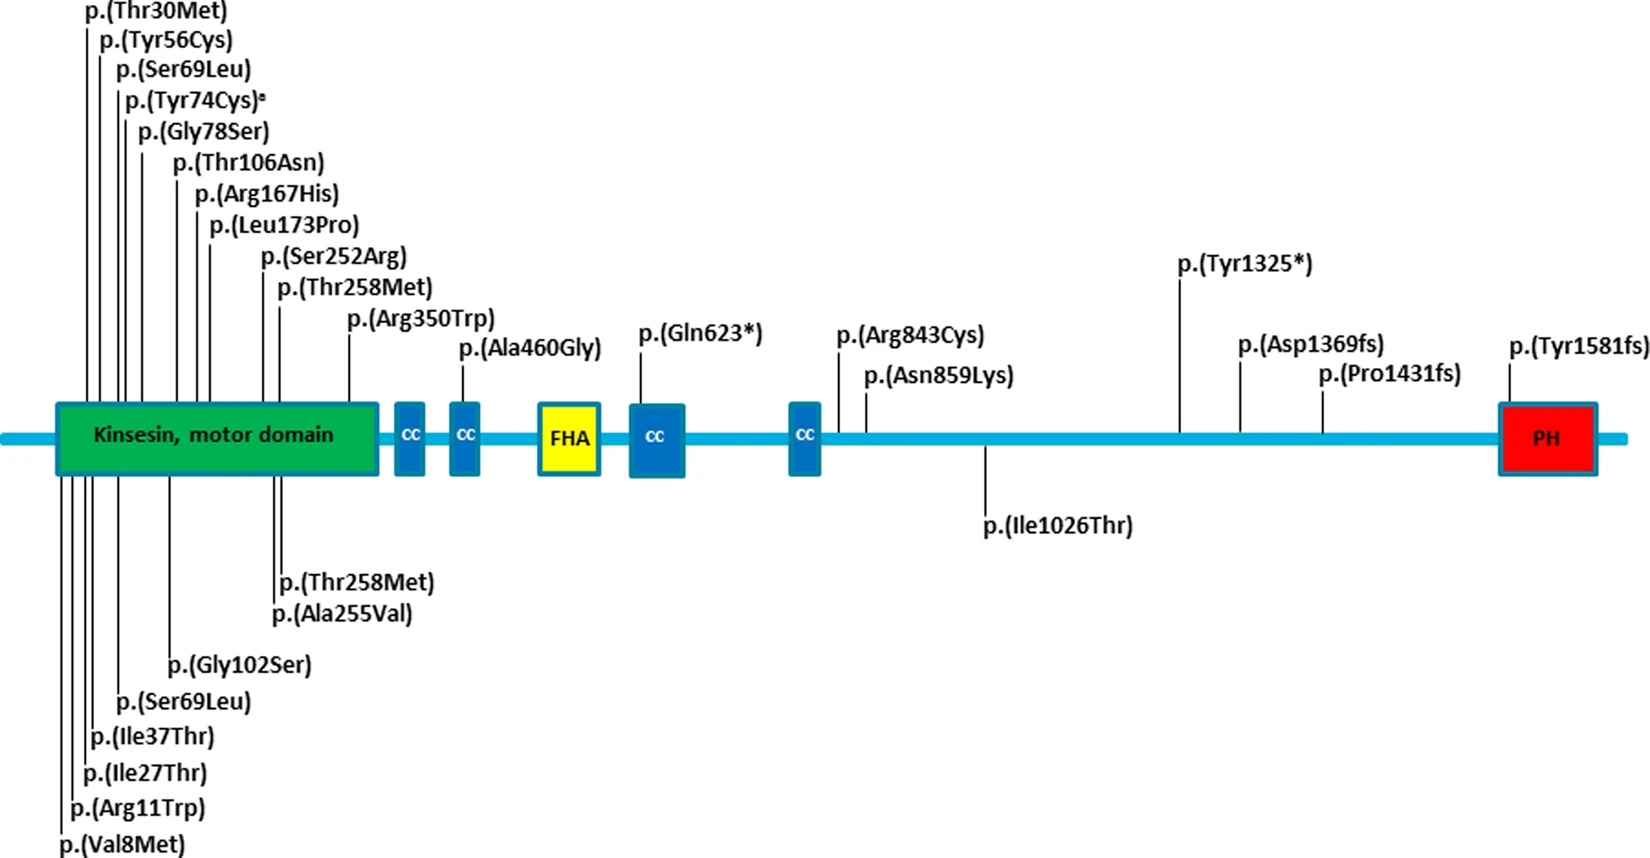 p.(Thr30Met)
p.(Tyr56Cys)
p.(Ser69Leu)
p.(Tyr74Cys)ª
p.(Gly78Ser)
p.(Thr106Asn)
p.(Arg167His)
p.(Leu173Pro)
p.(Ser252Arg)
p.(Thr258Met)
p.(Arg350Trp)
p.(Ala460Gly)
p.(Gln623*)
p.(Arg843Cys)
p.(Asn859Lys)
p.(Tyr1325*)
p.(Asp1369fs)
p.(Pro1431fs)
p.(Tyr1581fs)
Kinsesin, motor domain
cc
cc
FHA
cc
cc
PH
p.(Ile1026Thr)
p.(Thr258Met)
p.(Ala255Val)
p.(Gly102Ser)
p.(Ser69Leu)
p.(Ile37Thr)
p.(Ile27Thr)
p.(Arg11Trp)
p.(Val8Met)